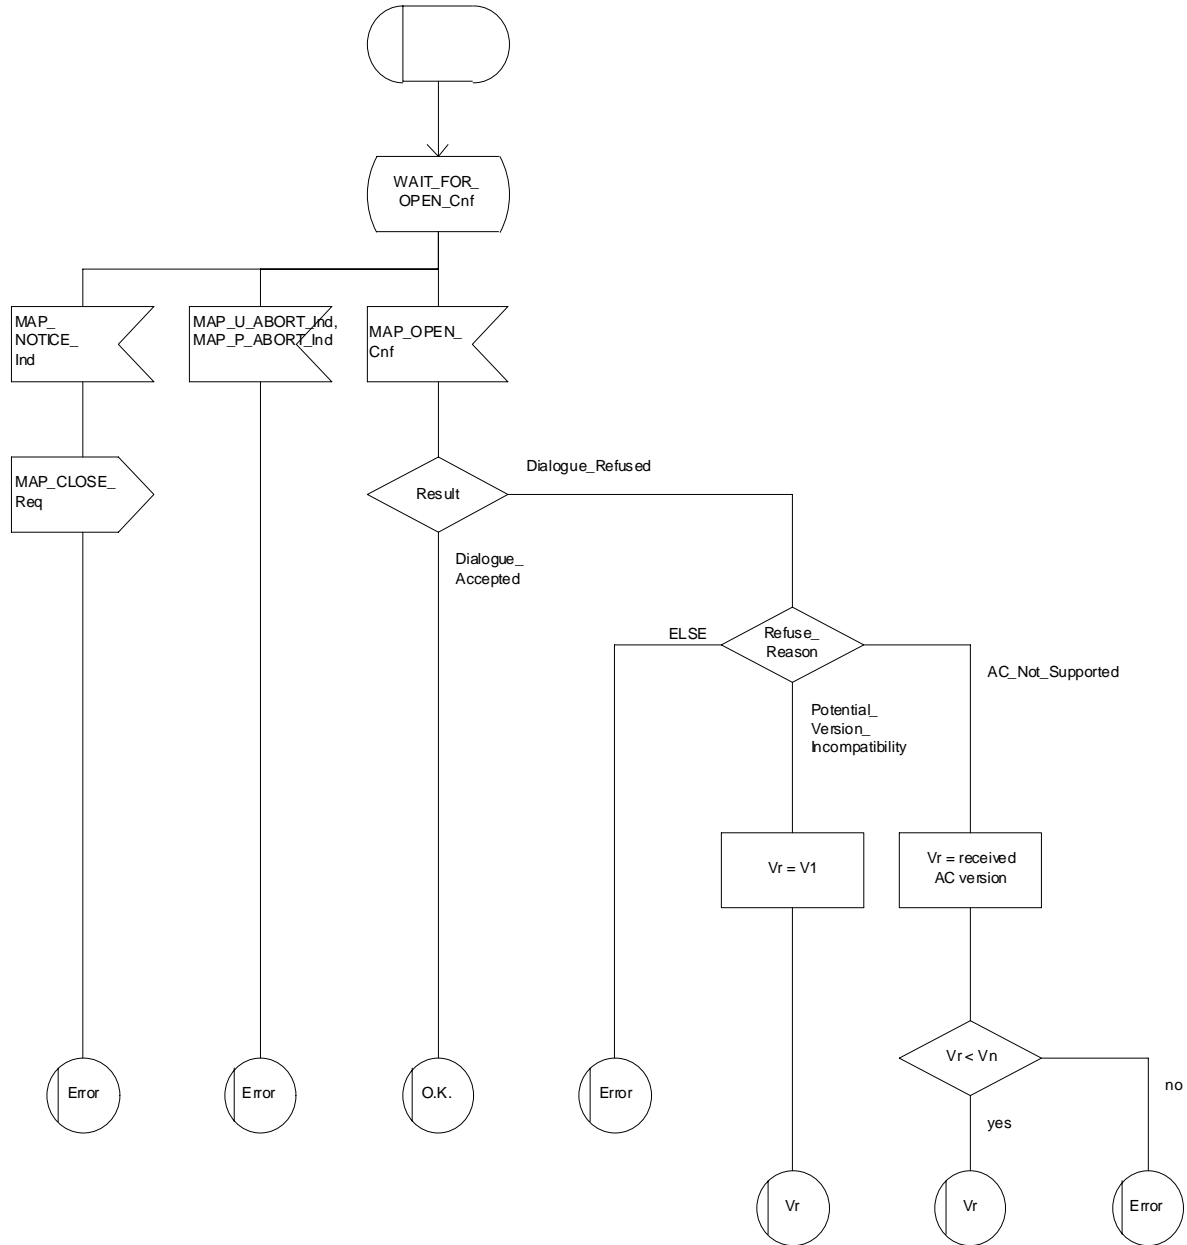 WAIT_FOR_
OPEN_Cnf
MAP_
NOTICE_
Ind
MAP_U_ABORT_Ind,
MAP_P_ABORT_Ind
MAP_OPEN_
Cnf
MAP_CLOSE_
Req
Result
Dialogue_Refused
Dialogue_
Accepted
ELSE
Refuse_
Reason
AC_Not_Supported
Potential_
Version_
Incompatibility
Vr = V1
Vr = received
AC version
Vr < Vn
no
yes
Error
Error
O.K.
Error
Vr
Vr
Error